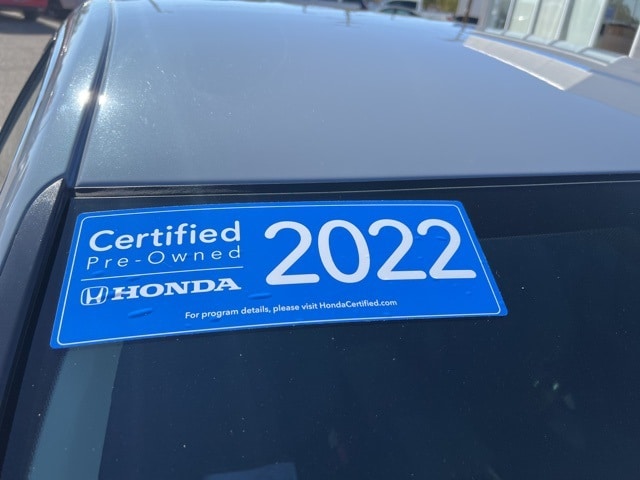 Certified
Pre-Owned
HONDA
2022
For program details, please visit HondaCertified.com